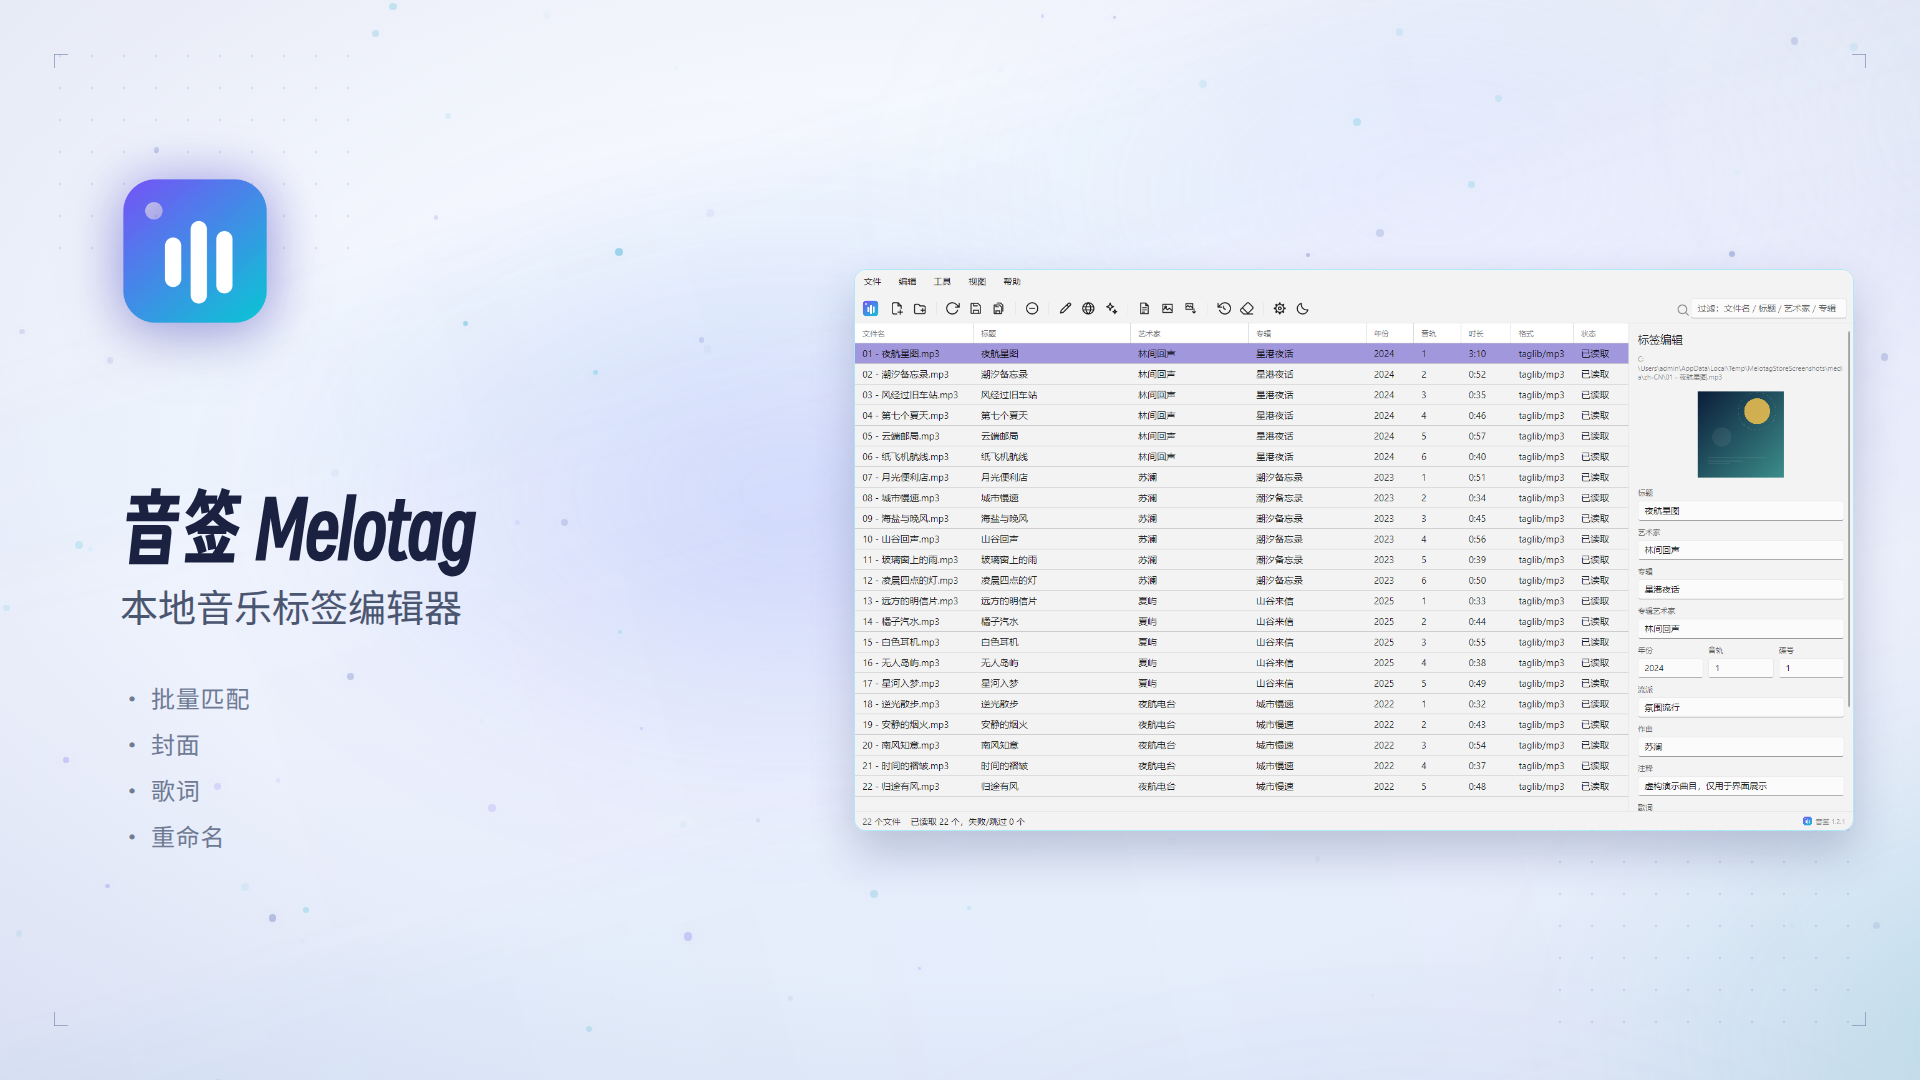 音签 Melotag
本地音乐标签编辑器
• 批量匹配
• 封面
• 歌词
• 重命名
文件 编辑 工具 视图 帮助
过滤：文件名 / 标题 / 艺术家 / 专辑
文件名 标题 艺术家 专辑 年份 音轨 时长 格式 状态
01 - 夜航星图.mp3 夜航星图 林间回声 星港夜话 2024 1 3:10 taglib/mp3 已读取
02 - 潮汐备忘录.mp3 潮汐备忘录 林间回声 星港夜话 2024 2 0:52 taglib/mp3 已读取
03 - 风经过旧车站.mp3 风经过旧车站 林间回声 星港夜话 2024 3 0:35 taglib/mp3 已读取
04 - 第七个夏天.mp3 第七个夏天 林间回声 星港夜话 2024 4 0:46 taglib/mp3 已读取
05 - 云端邮局.mp3 云端邮局 林间回声 星港夜话 2024 5 0:57 taglib/mp3 已读取
06 - 纸飞机航线.mp3 纸飞机航线 林间回声 星港夜话 2024 6 0:40 taglib/mp3 已读取
07 - 月光便利店.mp3 月光便利店 苏澜 潮汐备忘录 2023 1 0:51 taglib/mp3 已读取
08 - 城市慢速.mp3 城市慢速 苏澜 潮汐备忘录 2023 2 0:34 taglib/mp3 已读取
09 - 海盐与晚风.mp3 海盐与晚风 苏澜 潮汐备忘录 2023 3 0:45 taglib/mp3 已读取
10 - 山谷回声.mp3 山谷回声 苏澜 潮汐备忘录 2023 4 0:56 taglib/mp3 已读取
11 - 玻璃窗上的雨.mp3 玻璃窗上的雨 苏澜 潮汐备忘录 2023 5 0:39 taglib/mp3 已读取
12 - 凌晨四点的灯.mp3 凌晨四点的灯 苏澜 潮汐备忘录 2023 6 0:50 taglib/mp3 已读取
13 - 远方的明信片.mp3 远方的明信片 夏屿 山谷来信 2025 1 0:33 taglib/mp3 已读取
14 - 橘子汽水.mp3 橘子汽水 夏屿 山谷来信 2025 2 0:44 taglib/mp3 已读取
15 - 白色耳机.mp3 白色耳机 夏屿 山谷来信 2025 3 0:55 taglib/mp3 已读取
16 - 无人岛屿.mp3 无人岛屿 夏屿 山谷来信 2025 4 0:38 taglib/mp3 已读取
17 - 星河入梦.mp3 星河入梦 夏屿 山谷来信 2025 5 0:49 taglib/mp3 已读取
18 - 逆光散步.mp3 逆光散步 夜航电台 城市慢速 2022 1 0:32 taglib/mp3 已读取
19 - 安静的烟火.mp3 安静的烟火 夜航电台 城市慢速 2022 2 0:43 taglib/mp3 已读取
20 - 南风知意.mp3 南风知意 夜航电台 城市慢速 2022 3 0:54 taglib/mp3 已读取
21 - 时间的褶皱.mp3 时间的褶皱 夜航电台 城市慢速 2022 4 0:37 taglib/mp3 已读取
22 - 归途有风.mp3 归途有风 夜航电台 城市慢速 2022 5 0:48 taglib/mp3 已读取
22 个文件 已读取 22 个，失败/跳过 0 个
标签编辑
C:
\Users\admin\AppData\Local\Temp\MelotagStoreScreenshots\medi
a\zh-CN\01 - 夜航星图.mp3
标题
夜航星图
艺术家
林间回声
专辑
星港夜话
专辑艺术家
林间回声
年份 音轨 碟号
2024 1 1
流派
氛围流行
作曲
苏澜
注释
虚构演示曲目，仅用于界面展示
歌词
音签 1.2.1